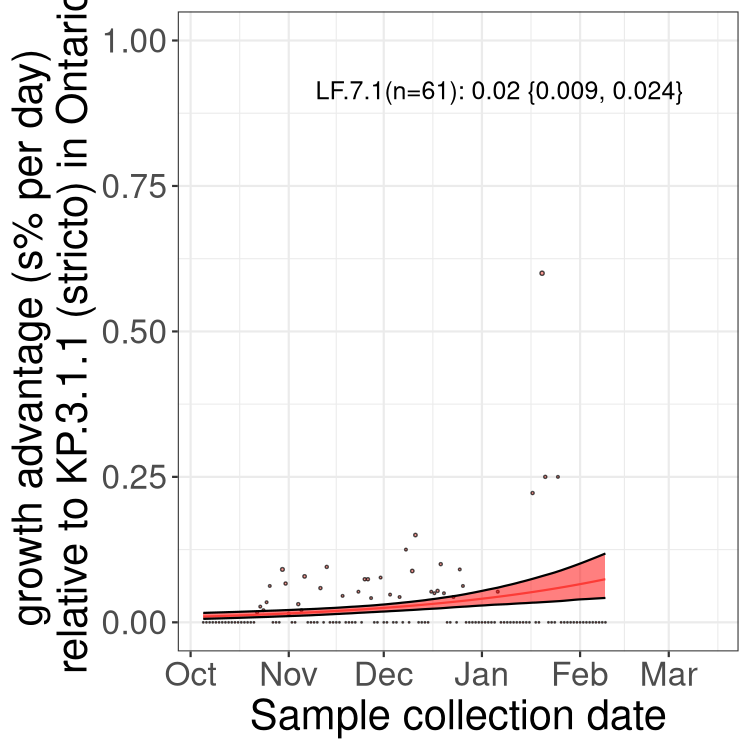 growth advantage (s% per day)
relative to KP.3.1.1 (stricto) in Ontario
1.00
0.75
0.50
0.25
0.00
LF.7.1(n=61): 0.02 {0.009, 0.024}
Oct Nov Dec Jan Feb Mar
Sample collection date